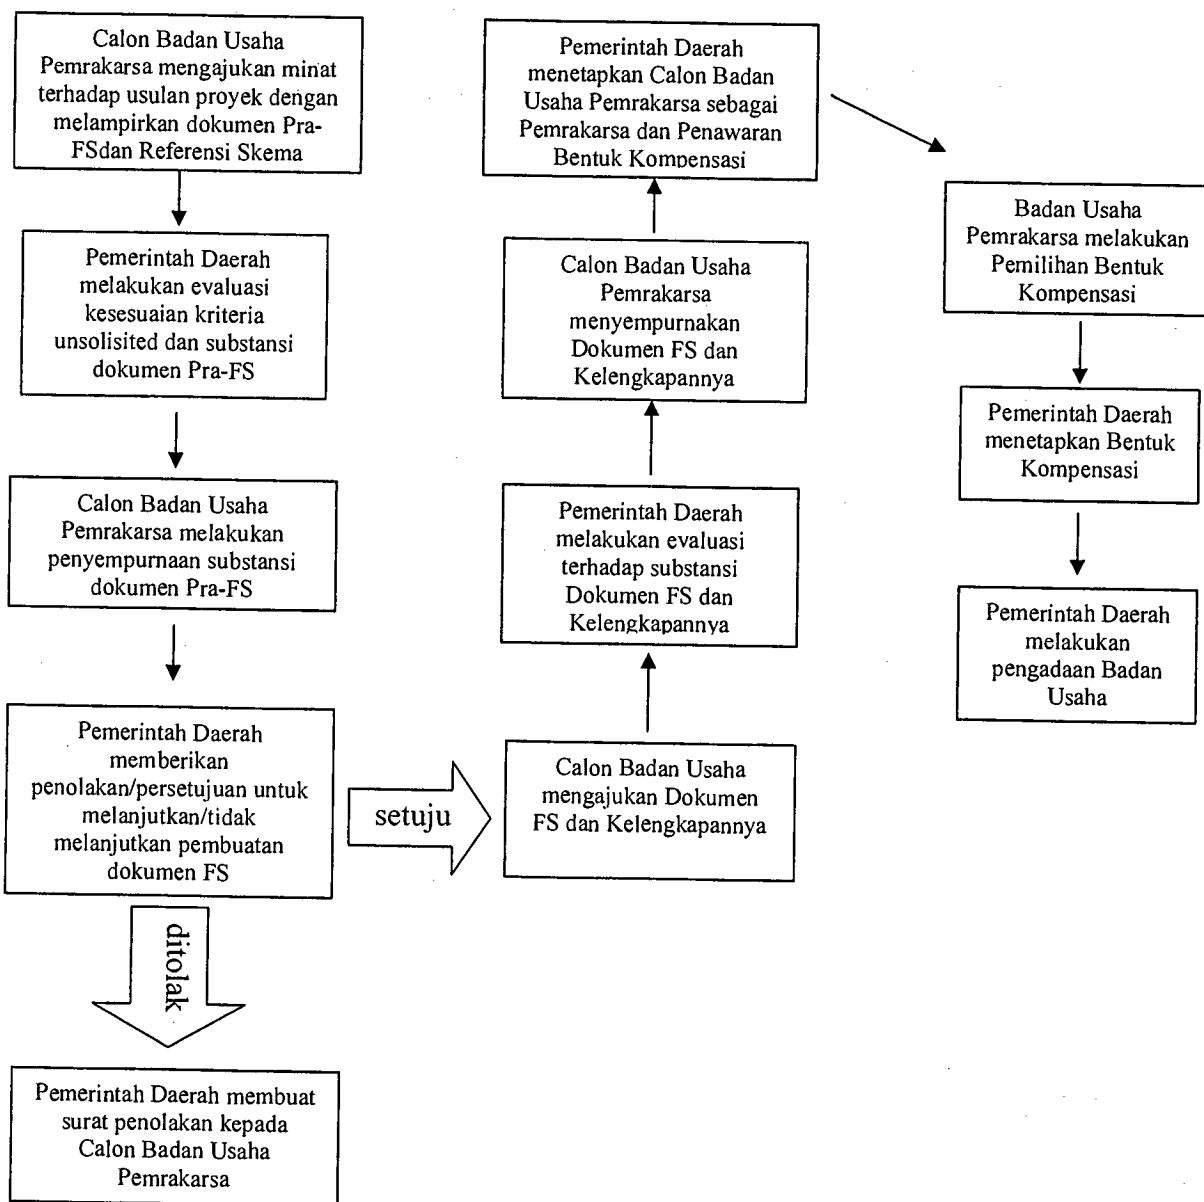 Calon Badan Usaha
Pemrakarsa mengajukan minat
terhadap usulan proyek dengan
melampirkan dokumen Pra-
FSdan Referensi Skema
Pemerintah Daerah
melakukan evaluasi
kesesuaian kriteria
unsolisited dan substansi
dokumen Pra-FS
Calon Badan Usaha
Pemrakarsa melakukan
penyempurnaan substansi
dokumen Pra-FS
Pemerintah Daerah
memberikan
penolakan/persetujuan untuk
melanjutkan/tidak
melanjutkan pembuatan
dokumen FS
ditolak
Pemerintah Daerah membuat
surat penolakan kepada
Calon Badan Usaha
Pemrakarsa
setuju
Calon Badan Usaha
mengajukan Dokumen
FS dan Kelengkapannya
Pemerintah Daerah
melakukan evaluasi
terhadap substansi
Dokumen FS dan
Kelengkapannya
Calon Badan Usaha
Pemrakarsa
menyempurnakan
Dokumen FS dan
Kelengkapannya
Pemerintah Daerah
menetapkan Calon Badan
Usaha Pemrakarsa sebagai
Pemrakarsa dan Penawaran
Bentuk Kompensasi
Badan Usaha
Pemrakarsa melakukan
Pemilihan Bentuk
Kompensasi
Pemerintah Daerah
menetapkan Bentuk
Kompensasi
Pemerintah Daerah
melakukan
pengadaan Badan
Usaha